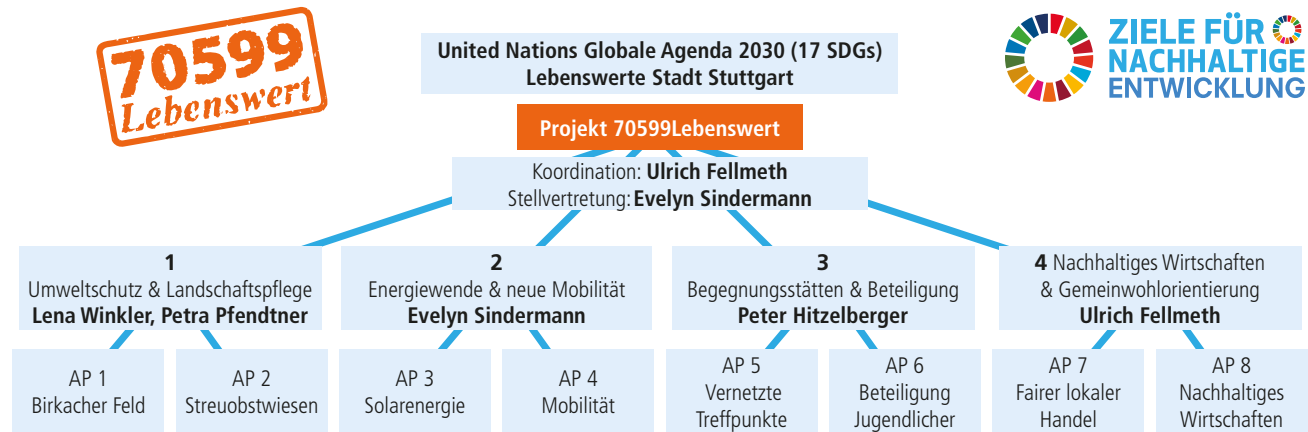 70599
Lebenswert
United Nations Globale Agenda 2030 (17 SDGs)
Lebenswerte Stadt Stuttgart
ZIELE FÜR
NACHHALTIGE
ENTWICKLUNG
Projekt 70599Lebenswert
Koordination: Ulrich Fellmeth
Stellvertretung: Evelyn Sindermann
1
Umweltschutz & Landschaftspflege
Lena Winkler, Petra Pfendtner
2
Energiewende & neue Mobilität
Evelyn Sindermann
3
Begegnungsstätten & Beteiligung
Peter Hitzelberger
4 Nachhaltiges Wirtschaften
& Gemeinwohlorientierung
Ulrich Fellmeth
AP 1
Birkacher Feld
AP 2
Streuobstwiesen
AP 3
Solarenergie
AP 4
Mobilität
AP 5
Vernetzte
Treffpunkte
AP 6
Beteiligung
Jugendlicher
AP 7
Fairer lokaler
Handel
AP 8
Nachhaltiges
Wirtschaften